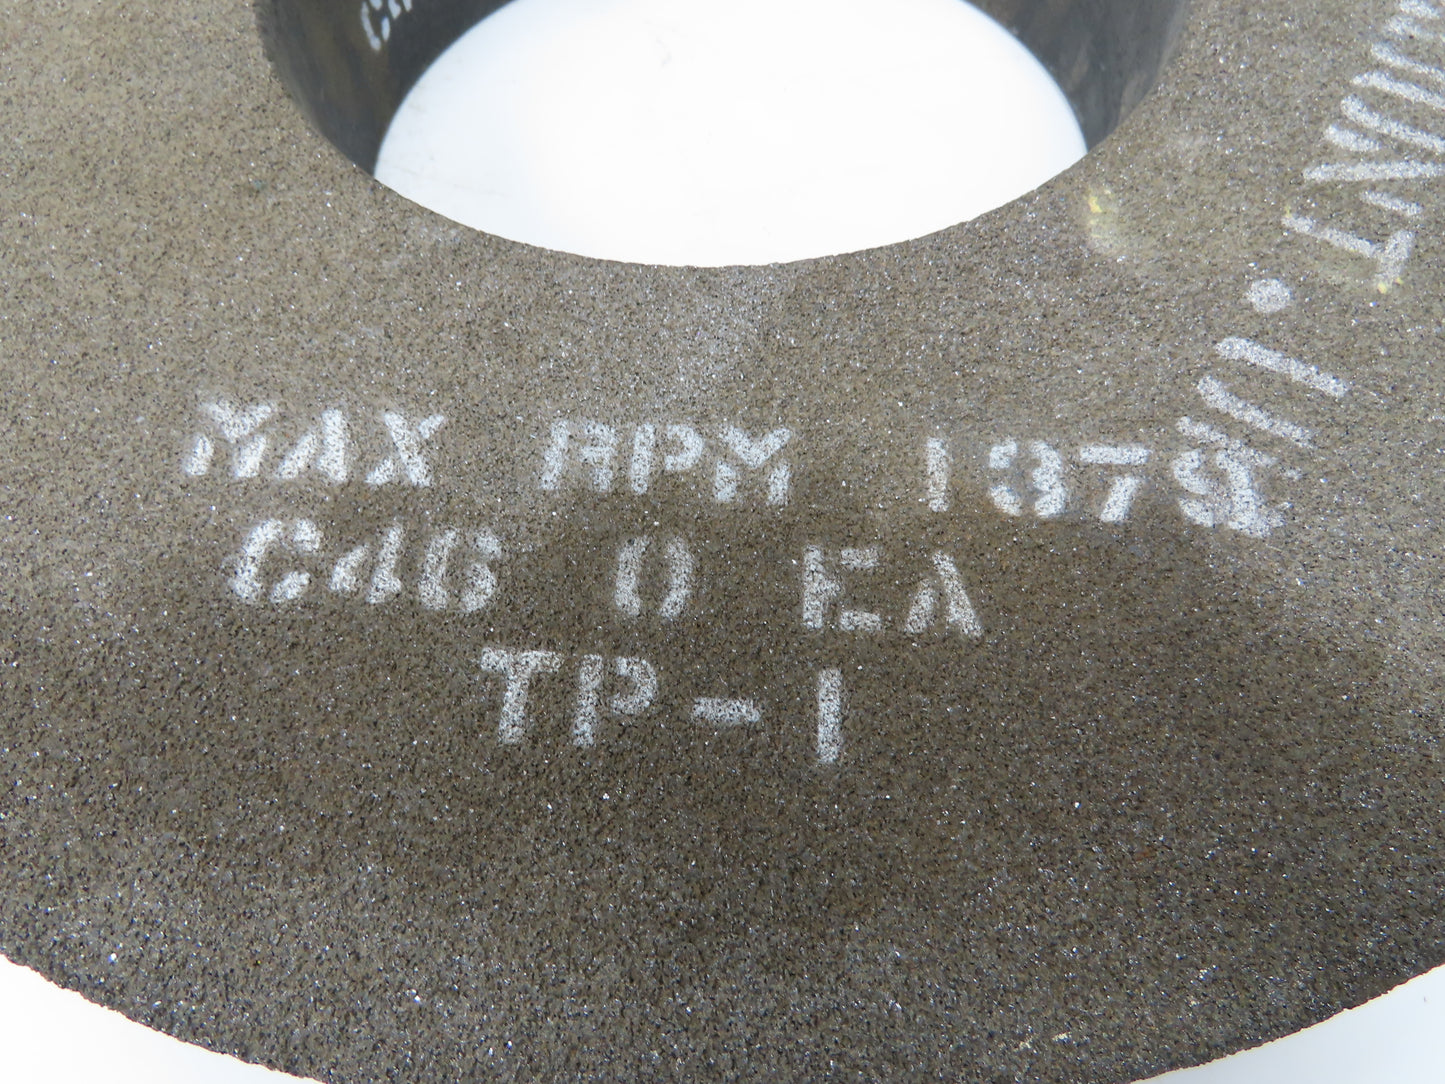 MAX RPM 1379
C46 O EA
TP-1